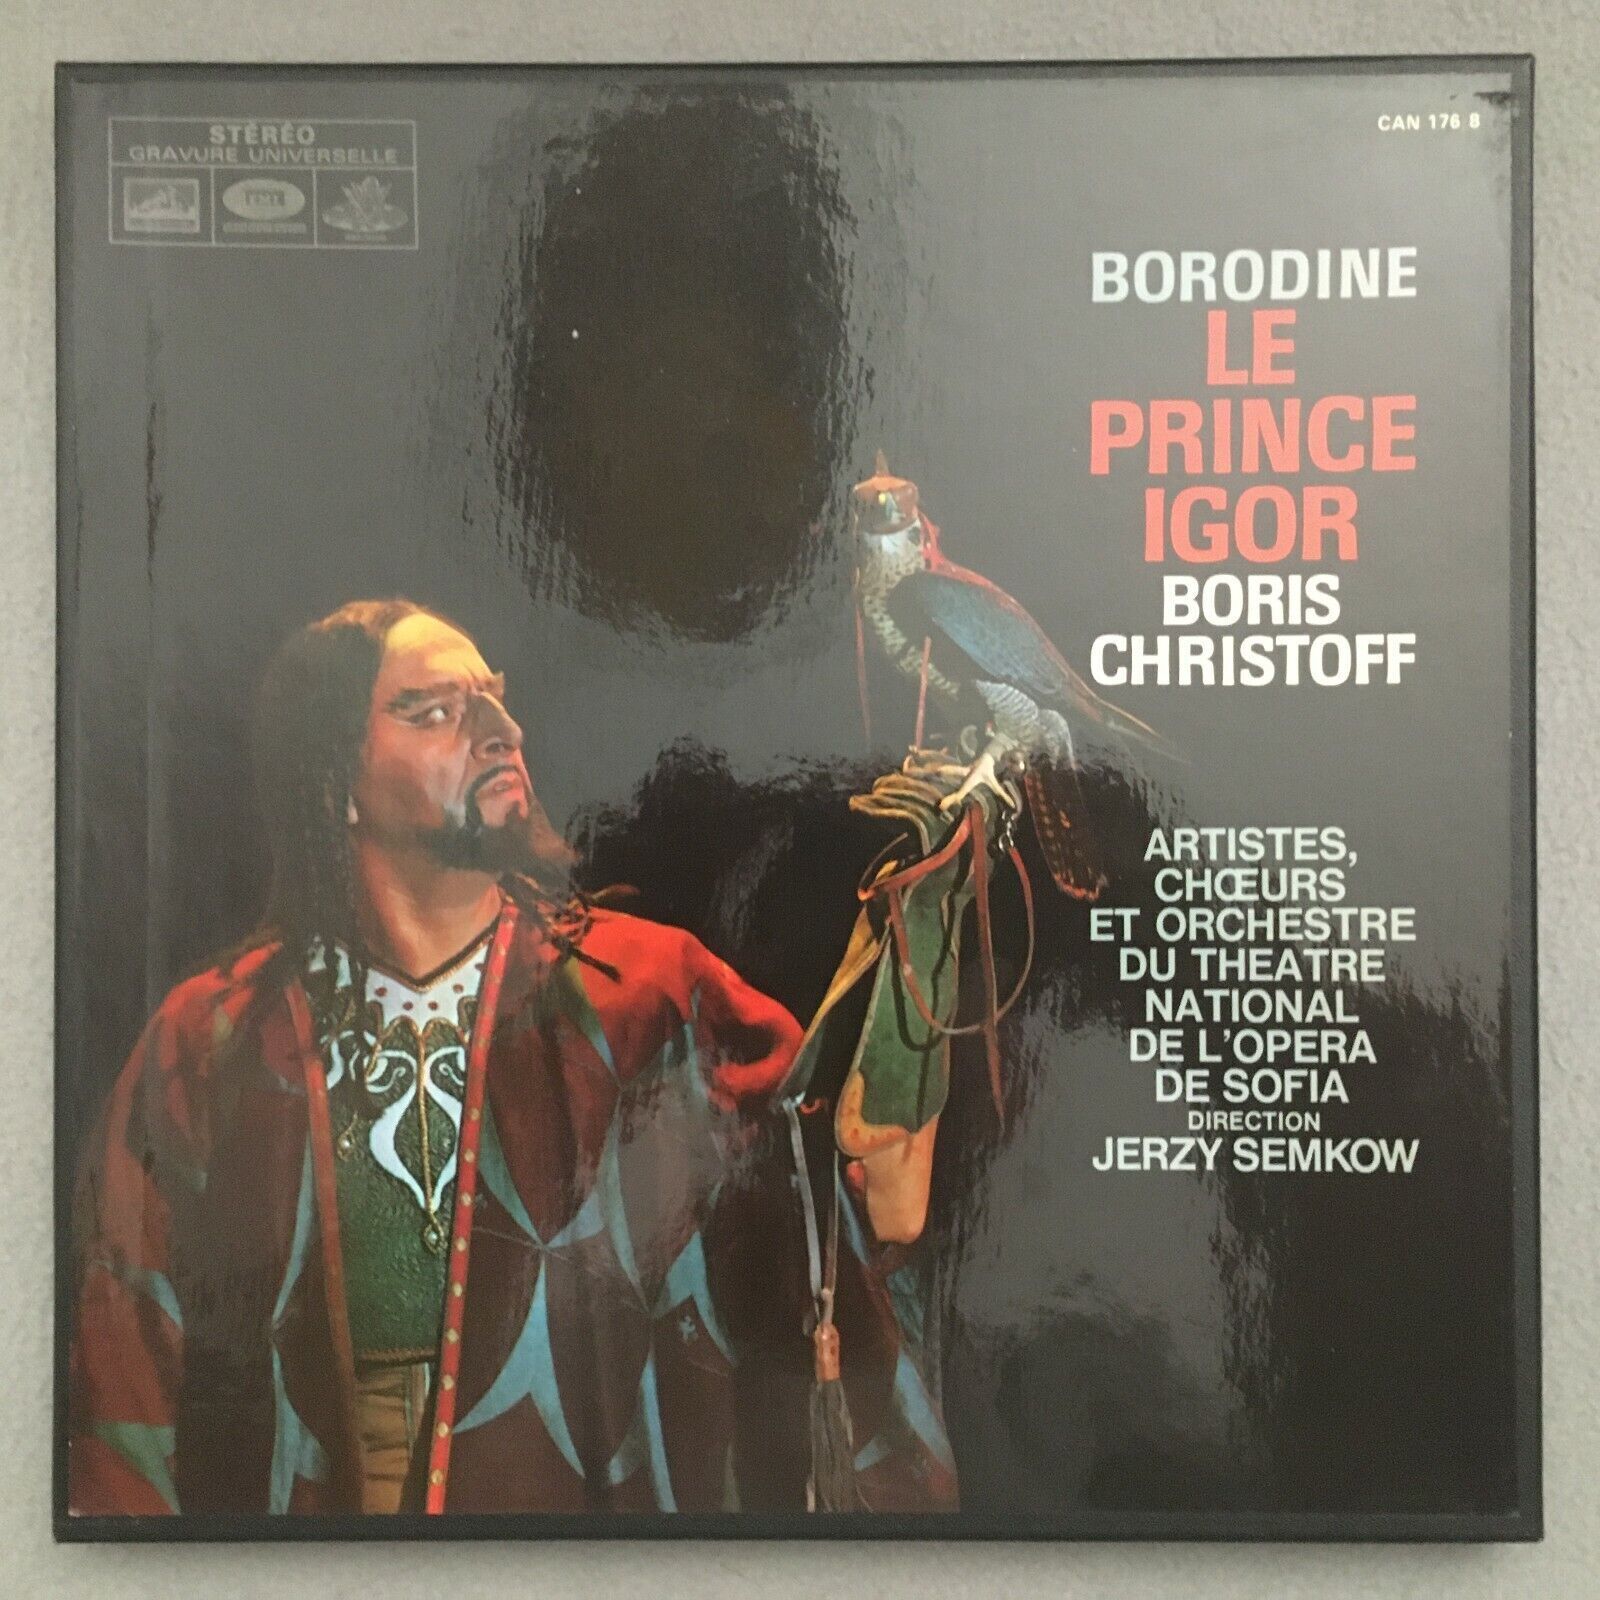 STÉRÉO
GRAVURE UNIVERSELLE
EMI
CAN 176 8
BORODINE
LE
PRINCE
IGOR
BORIS
CHRISTOFF
ARTISTES,
CHŒURS
ET ORCHESTRE
DU THEATRE
NATIONAL
DE L'OPERA
DE SOFIA
DIRECTION
JERZY SEMKOW